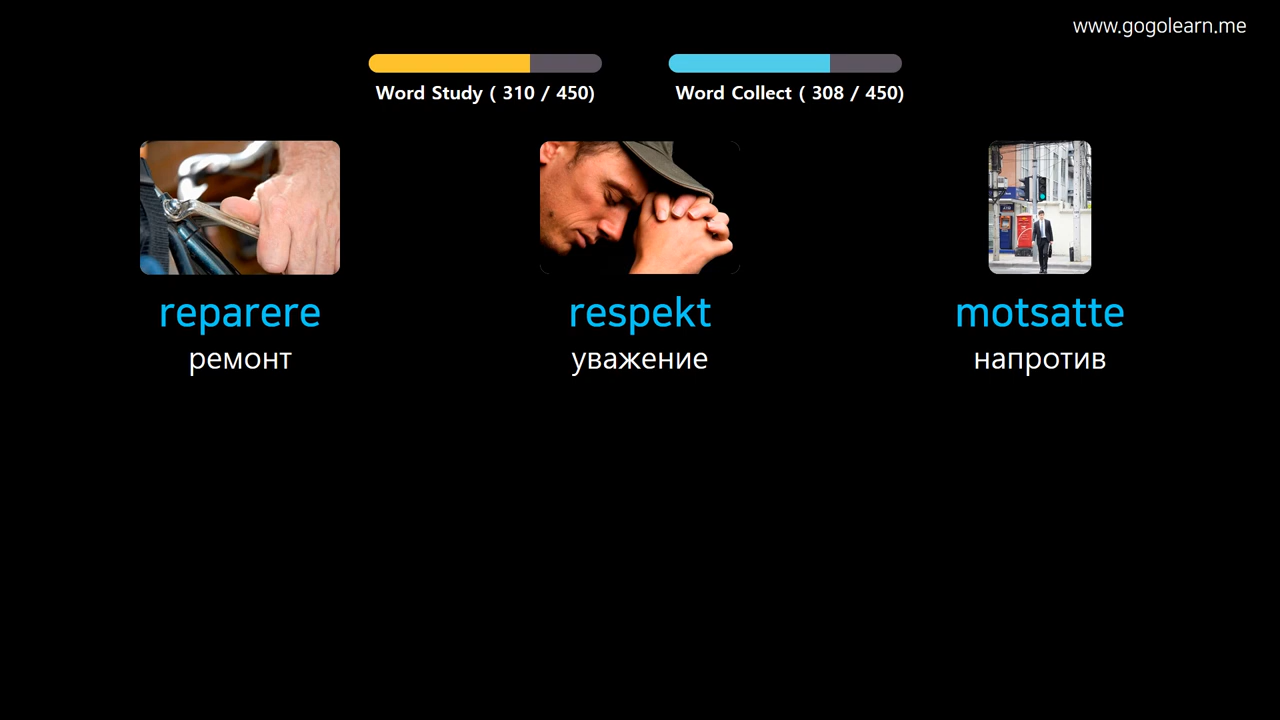 www.gogolearn.me
Word Study ( 310 / 450)
Word Collect ( 308 / 450)
reparere
respekt
motsatte
ремонт
уважение
напротив